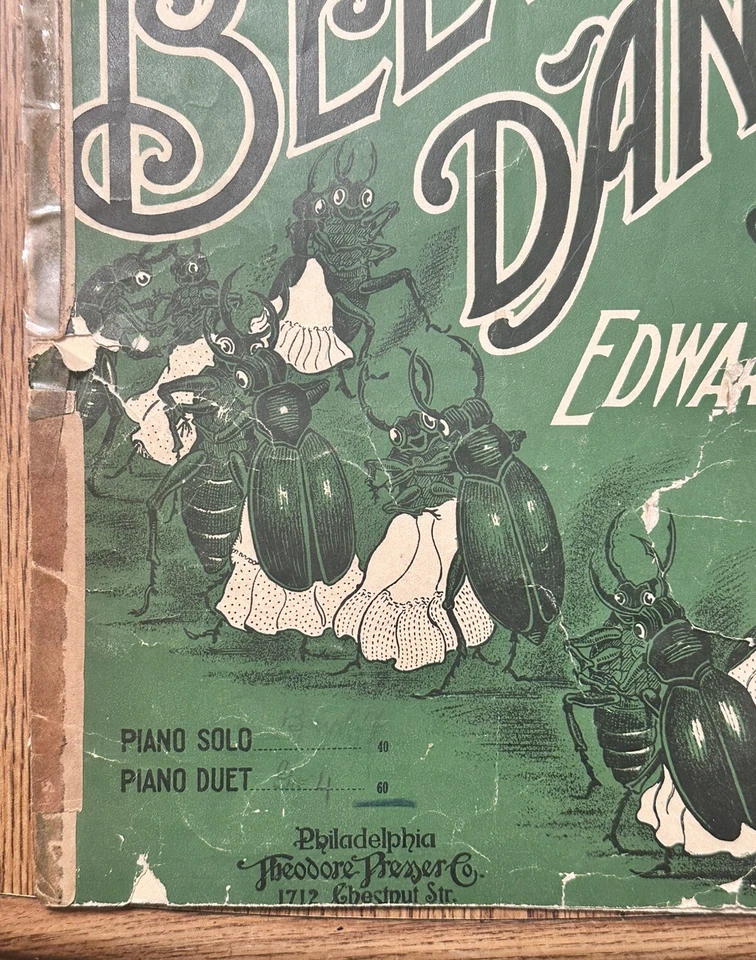 BEE
DAN
EDWAR
PIANO SOLO 40
PIANO DUET 60
Philadelphia
Theodore Presser Co.
1712 Chestnut Str.